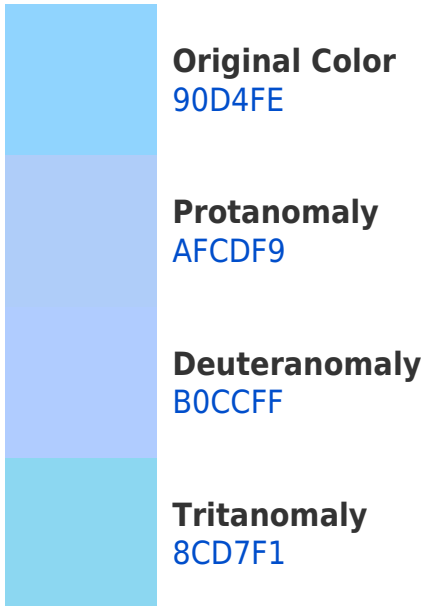 Original Color
90D4FE
Protanomaly
AFCDF9
Deuteranomaly
B0CCFF
Tritanomaly
8CD7F1